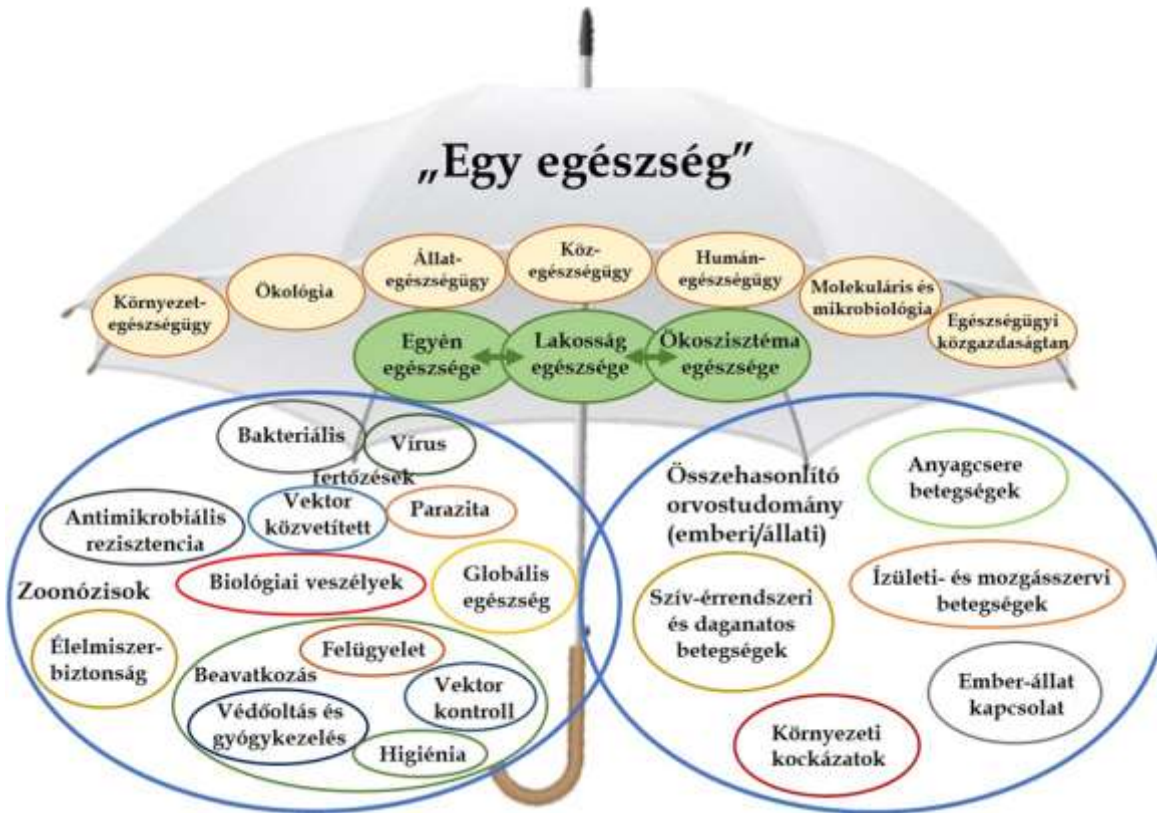 „Egy egészség”
Környezet-
egészségügy
Ökológia
Állat-
egészségügy
Köz-
egészségügy
Humán-
egészségügy
Molekuláris és
mikrobiológia
Egészségügyi
közgazdaságtan
Egyén
egészsége
Lakosság
egészsége
Ökoszisztéma
egészsége
Bakteriális
Vírus
fertőzések
Antimikrobiális
rezisztencia
Vektor
közvetített
Parazita
Zoonózisok
Biológiai veszélyek
Globális
egészség
Élelmiszer-
biztonság
Beavatkozás
Felügyelet
Vektor
kontroll
Védőoltás és
gyógykezelés
Higiénia
Összehasonlító
orvostudomány
(emberi/állati)
Anyagcsere
betegségek
Szív-érrendszeri
és daganatos
betegségek
Ízületi- és mozgásszervi
betegségek
Ember-állat
kapcsolat
Környezeti
kockázatok